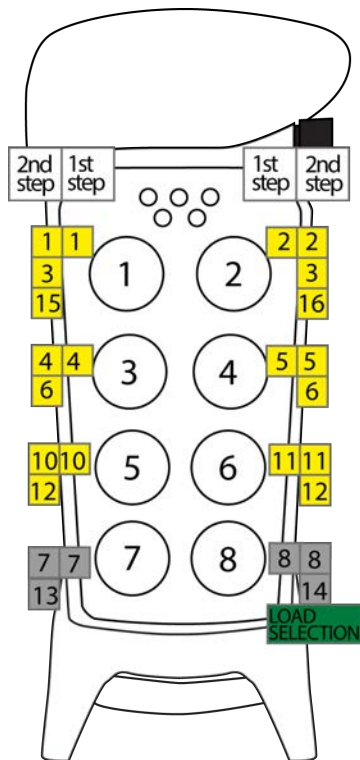 2nd 1st 1st 2nd
step step step step
1 1 2 2
3 1 2 3
15 16
4 4 3 4 5 5
6 6
10 10 5 6 11 11
12 12
7 7 7 8 8 8
13 14
LOAD
SELECTION